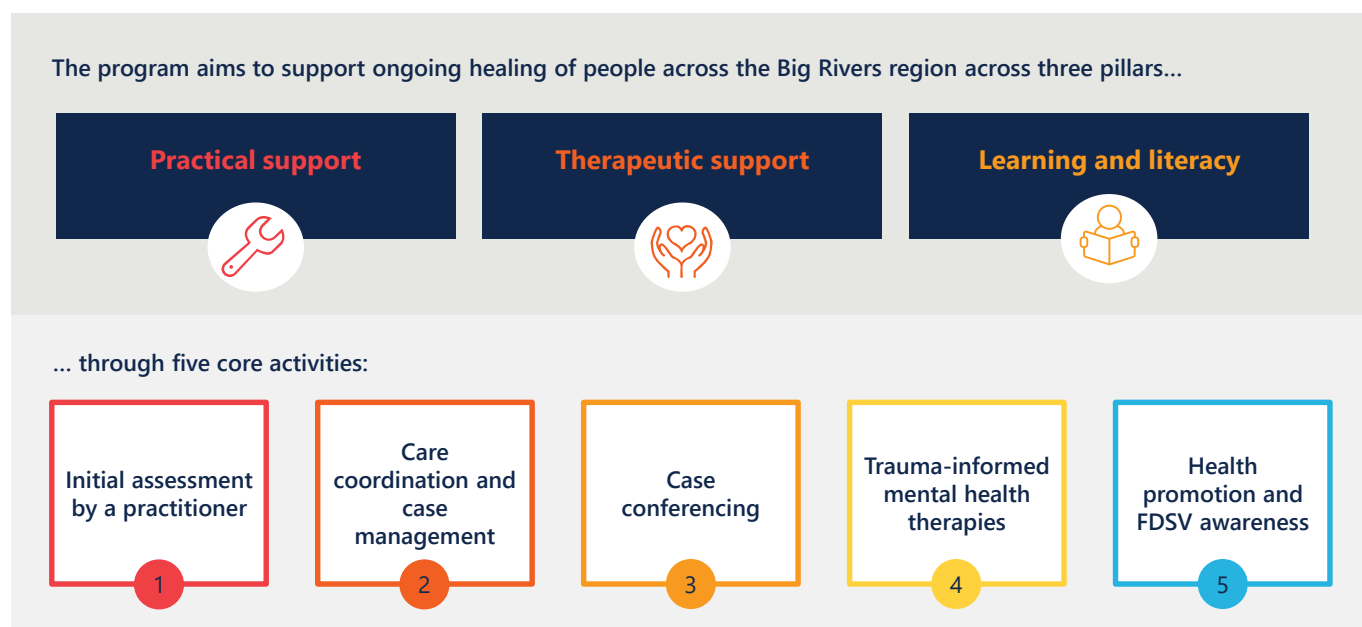 The program aims to support ongoing healing of people across the Big Rivers region across three pillars...
Practical support
Therapeutic support
Learning and literacy
... through five core activities:
Initial assessment
by a practitioner
1
Care
coordination and
case
management
2
Case
conferencing
3
Trauma-informed
mental health
therapies
4
Health
promotion and
FDSV awareness
5